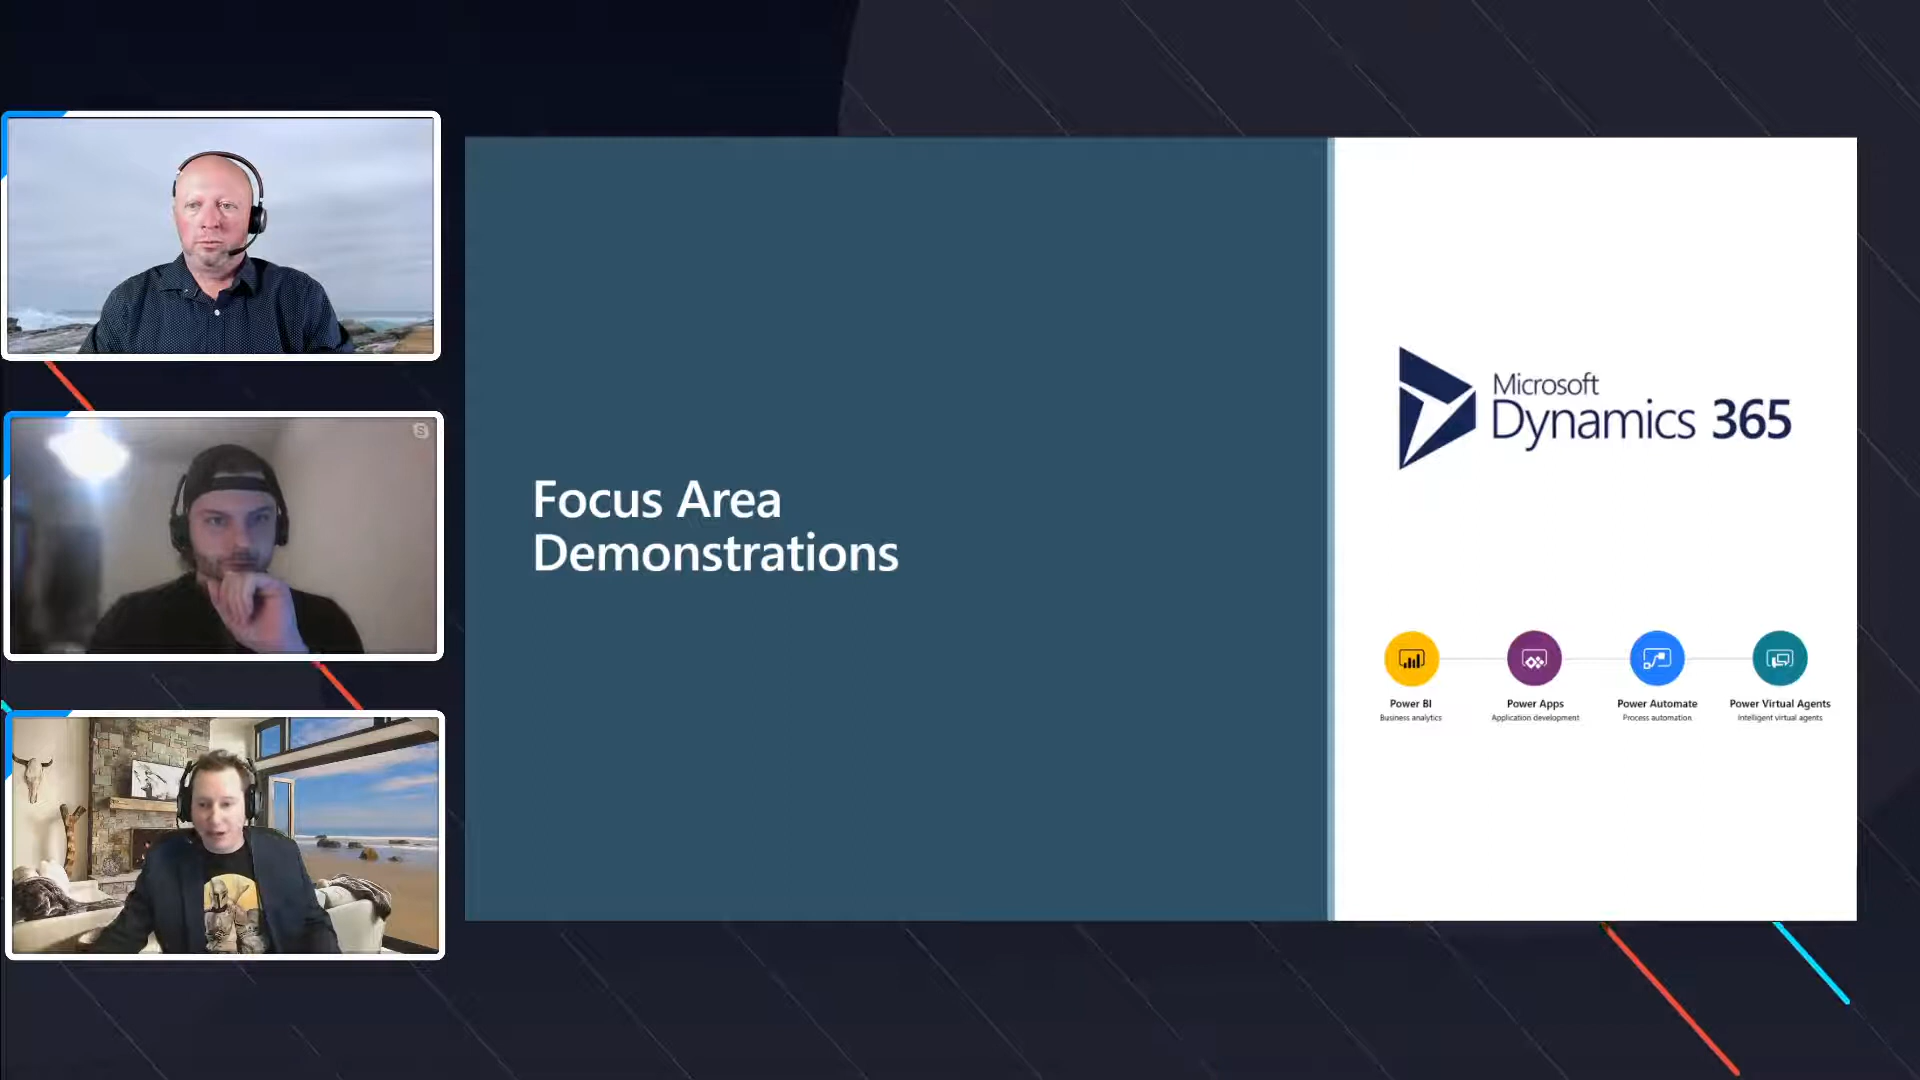 Focus Area
Demonstrations
Microsoft
Dynamics 365
Power BI
Business analytics
Power Apps
Application development
Power Automate
Process automation
Power Virtual Agents
Intelligent virtual agents
S